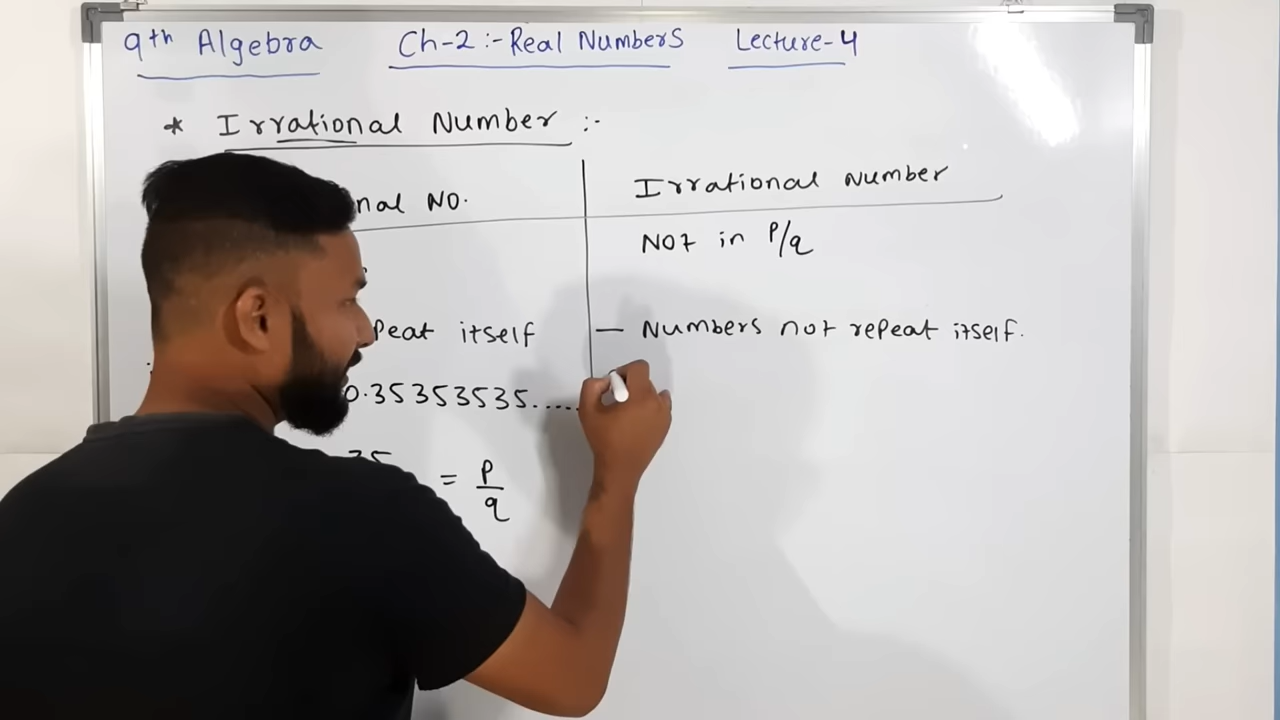 9th Algebra Ch-2 :- Real Numbers Lecture-4
* Irrational Number :-
nal NO. Irrational Number
NOt in P/q
peat itself — Numbers not repeat itself.
0.35353535.....
35
= P/q